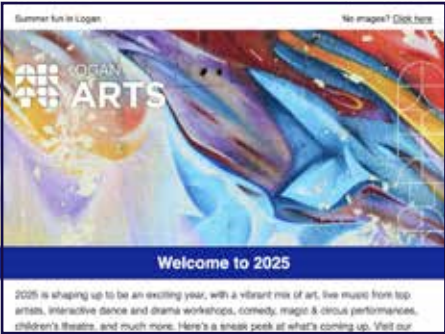 Summer fun in Logan
No images? Click here
LOGAN
ARTS
Welcome to 2025
2025 is shaping up to be an exciting year, with a vibrant mix of art, live music from top
artists, interactive dance and drama workshops, comedy, magic & circus performances,
children's theatre, and much more. Here's a sneak peek at what's coming up. Visit our